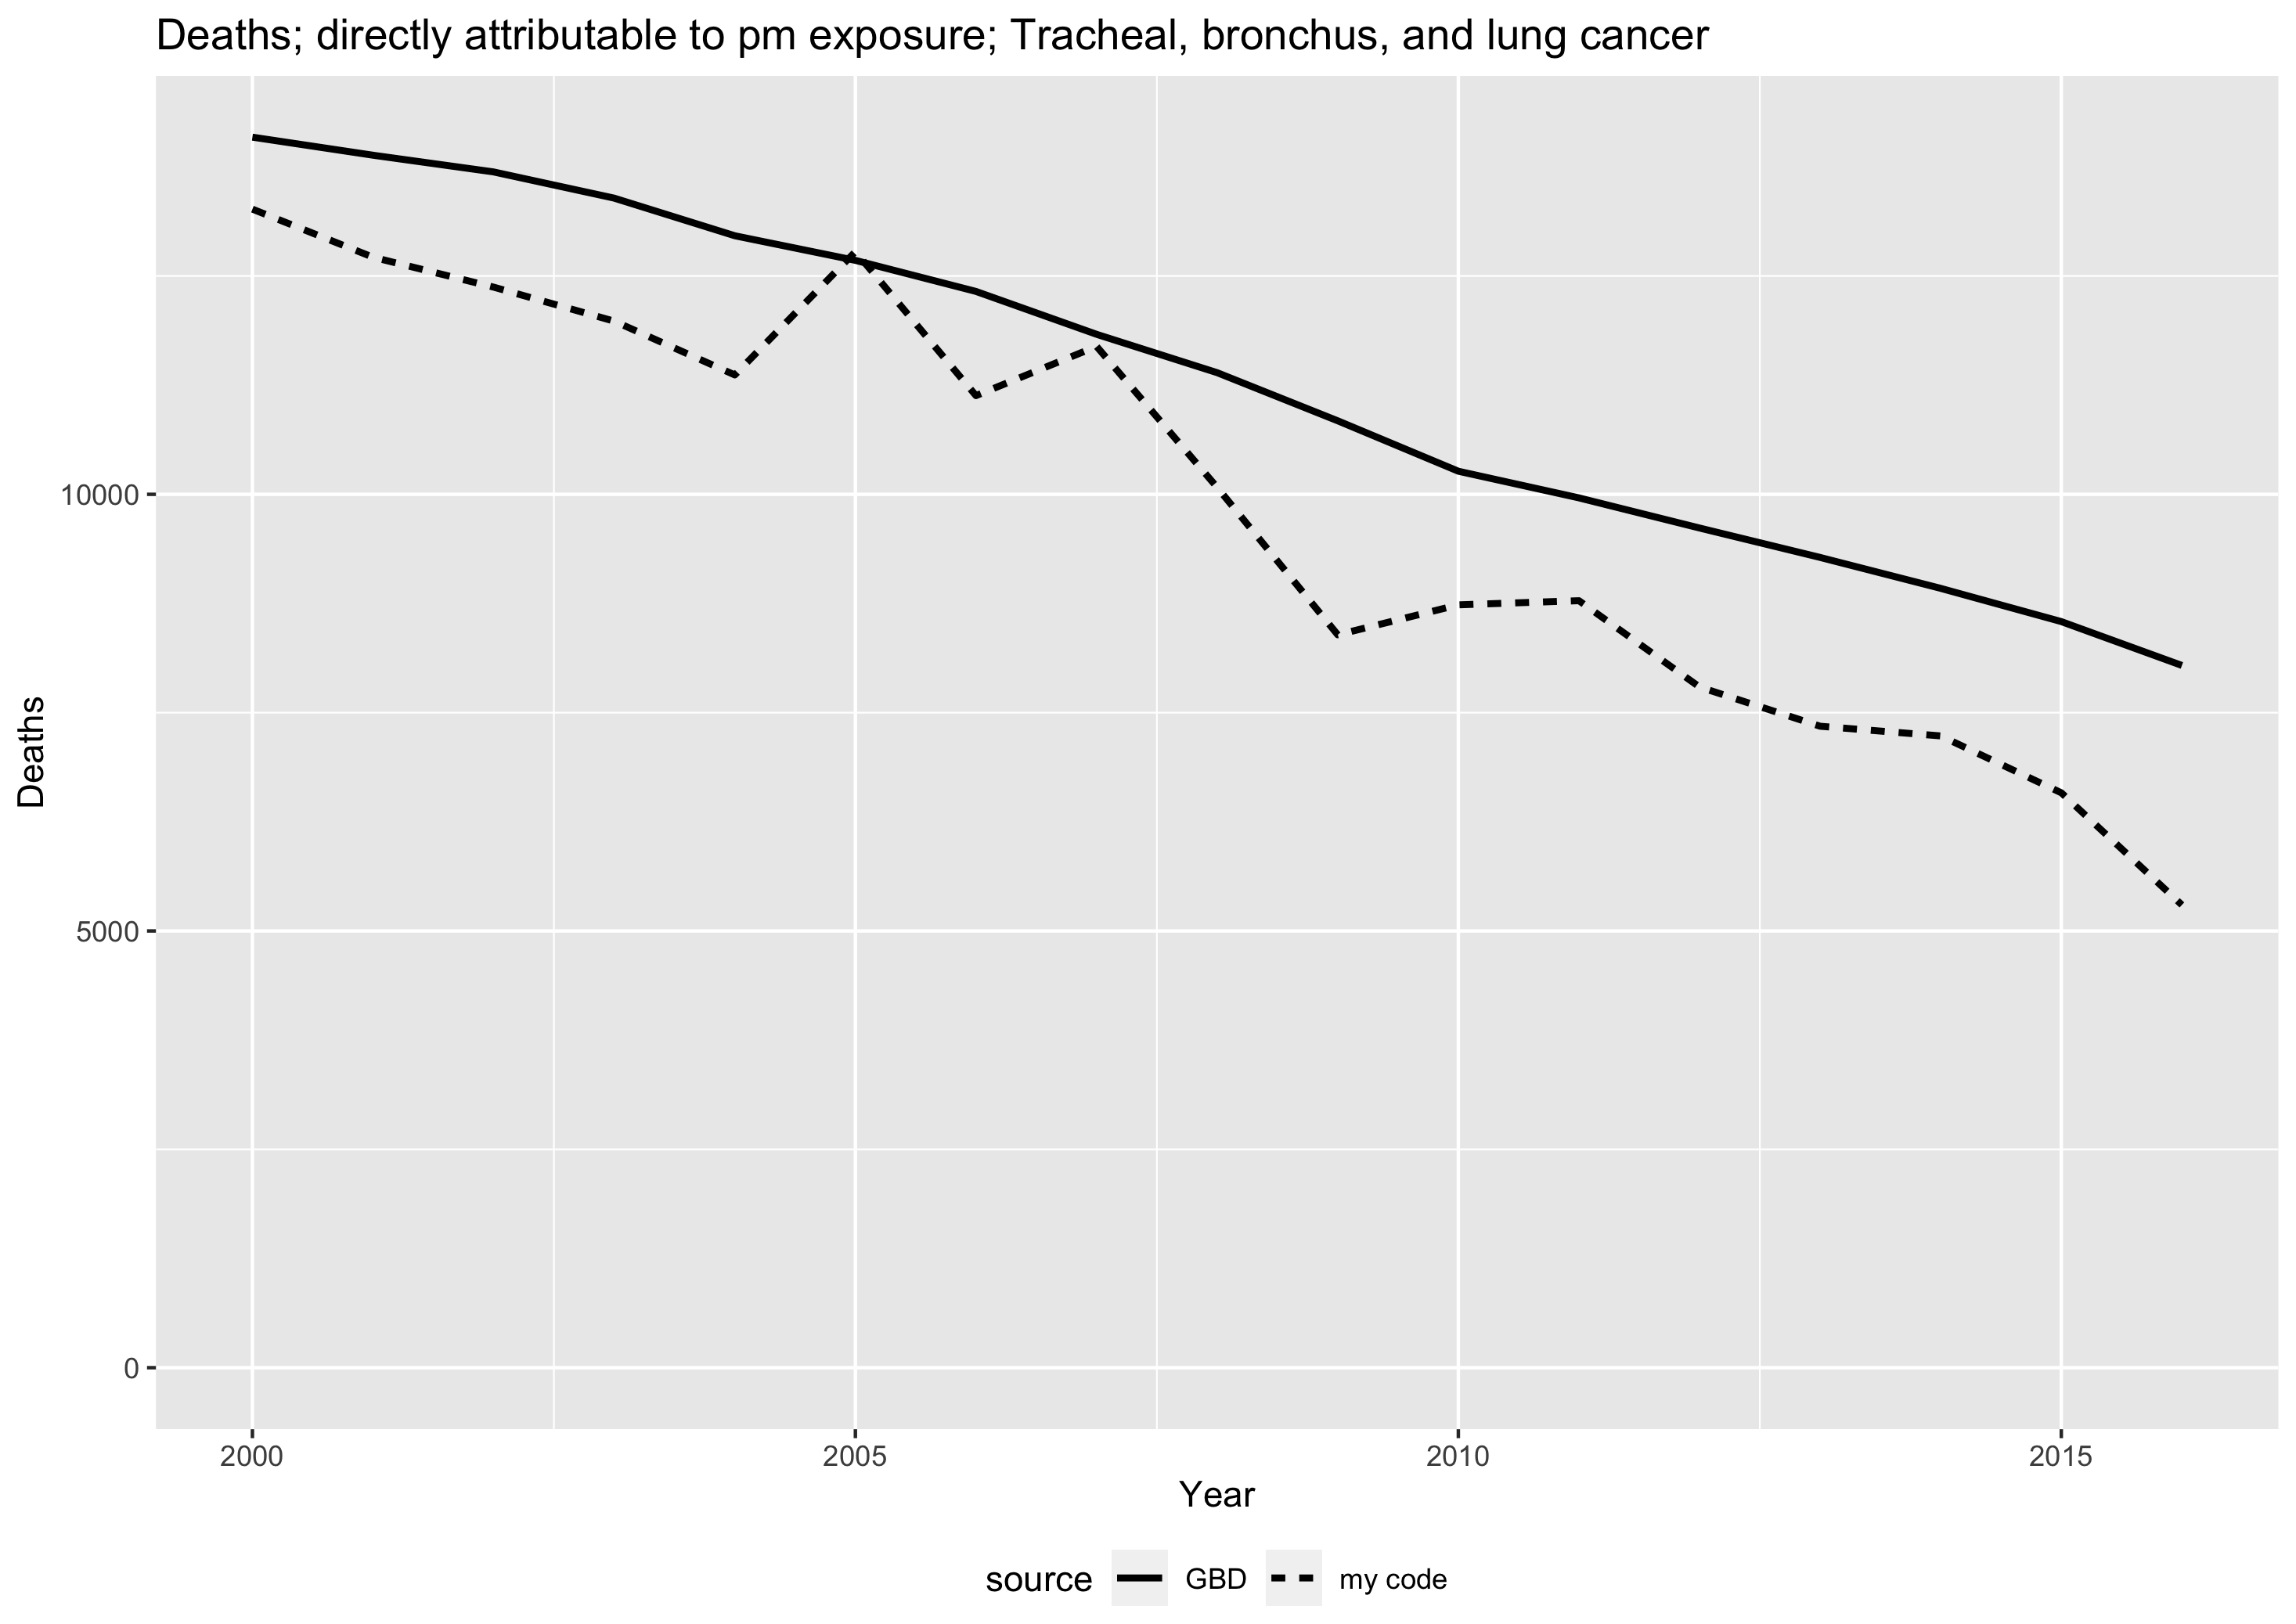 Deaths; directly attributable to pm exposure; Tracheal, bronchus, and lung cancer
Deaths
10000
5000
0
2000 2005 2010 2015
Year
source GBD my code